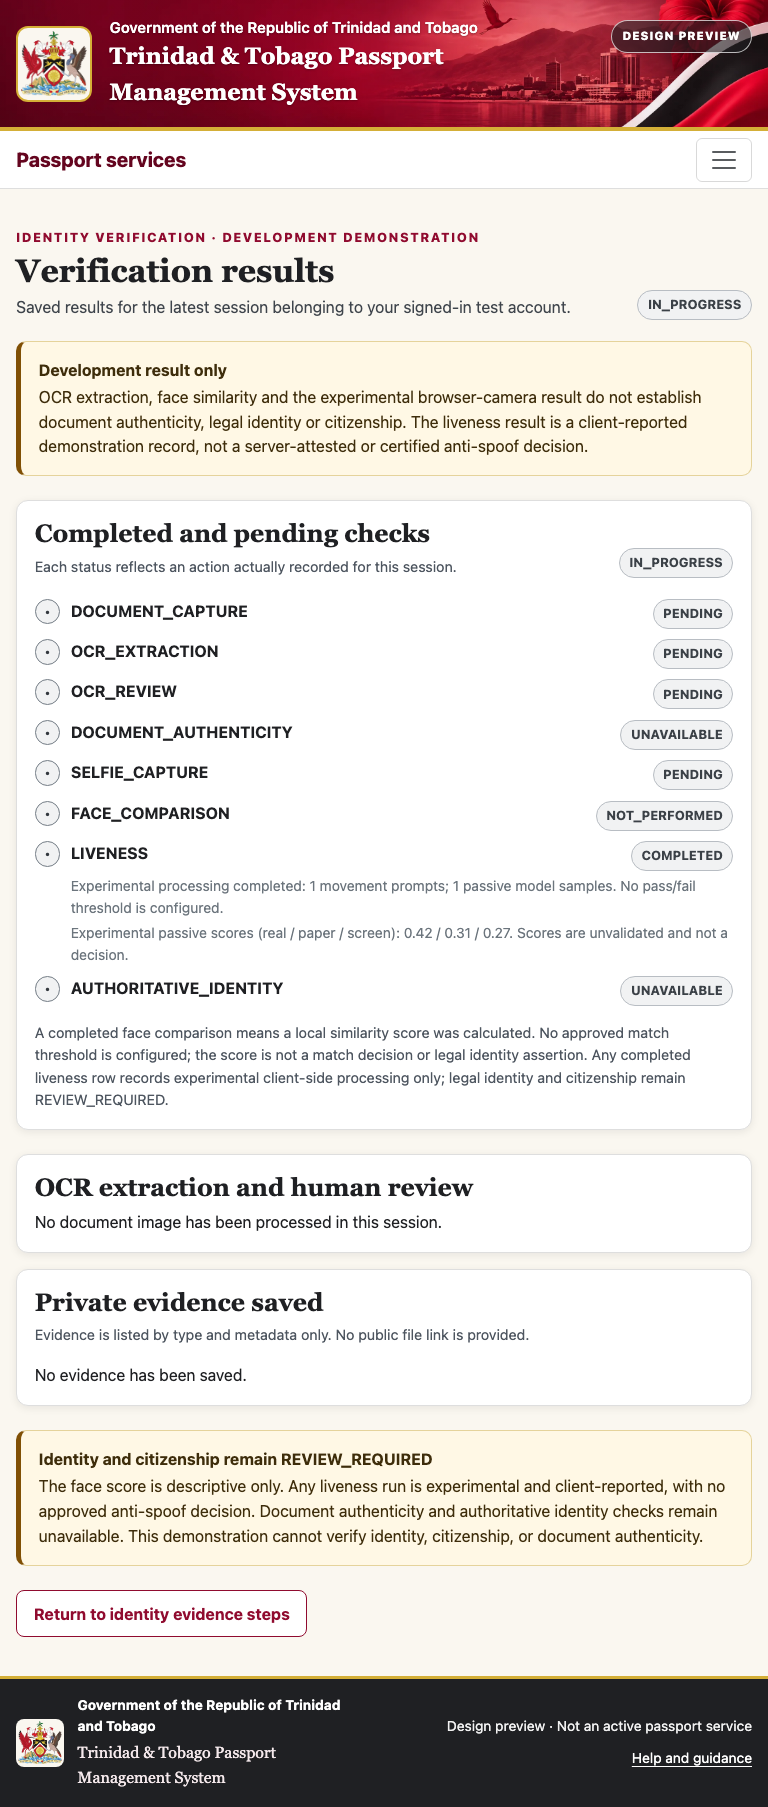 Government of the Republic of Trinidad and Tobago
Trinidad & Tobago Passport
Management System
DESIGN PREVIEW
Passport services
IDENTITY VERIFICATION · DEVELOPMENT DEMONSTRATION
Verification results
Saved results for the latest session belonging to your signed-in test account.
IN_PROGRESS
Development result only
OCR extraction, face similarity and the experimental browser-camera result do not establish
document authenticity, legal identity or citizenship. The liveness result is a client-reported
demonstration record, not a server-attested or certified anti-spoof decision.
Completed and pending checks
Each status reflects an action actually recorded for this session.
IN_PROGRESS
DOCUMENT_CAPTURE
PENDING
OCR_EXTRACTION
PENDING
OCR_REVIEW
PENDING
DOCUMENT_AUTHENTICITY
UNAVAILABLE
SELFIE_CAPTURE
PENDING
FACE_COMPARISON
NOT_PERFORMED
LIVENESS
COMPLETED
Experimental processing completed: 1 movement prompts; 1 passive model samples. No pass/fail
threshold is configured.
Experimental passive scores (real / paper / screen): 0.42 / 0.31 / 0.27. Scores are unvalidated and not a
decision.
AUTHORITATIVE_IDENTITY
UNAVAILABLE
A completed face comparison means a local similarity score was calculated. No approved match
threshold is configured; the score is not a match decision or legal identity assertion. Any completed
liveness row records experimental client-side processing only; legal identity and citizenship remain
REVIEW_REQUIRED.
OCR extraction and human review
No document image has been processed in this session.
Private evidence saved
Evidence is listed by type and metadata only. No public file link is provided.
No evidence has been saved.
Identity and citizenship remain REVIEW_REQUIRED
The face score is descriptive only. Any liveness run is experimental and client-reported, with no
approved anti-spoof decision. Document authenticity and authoritative identity checks remain
unavailable. This demonstration cannot verify identity, citizenship, or document authenticity.
Return to identity evidence steps
Government of the Republic of Trinidad
and Tobago
Trinidad & Tobago Passport
Management System
Design preview · Not an active passport service
Help and guidance